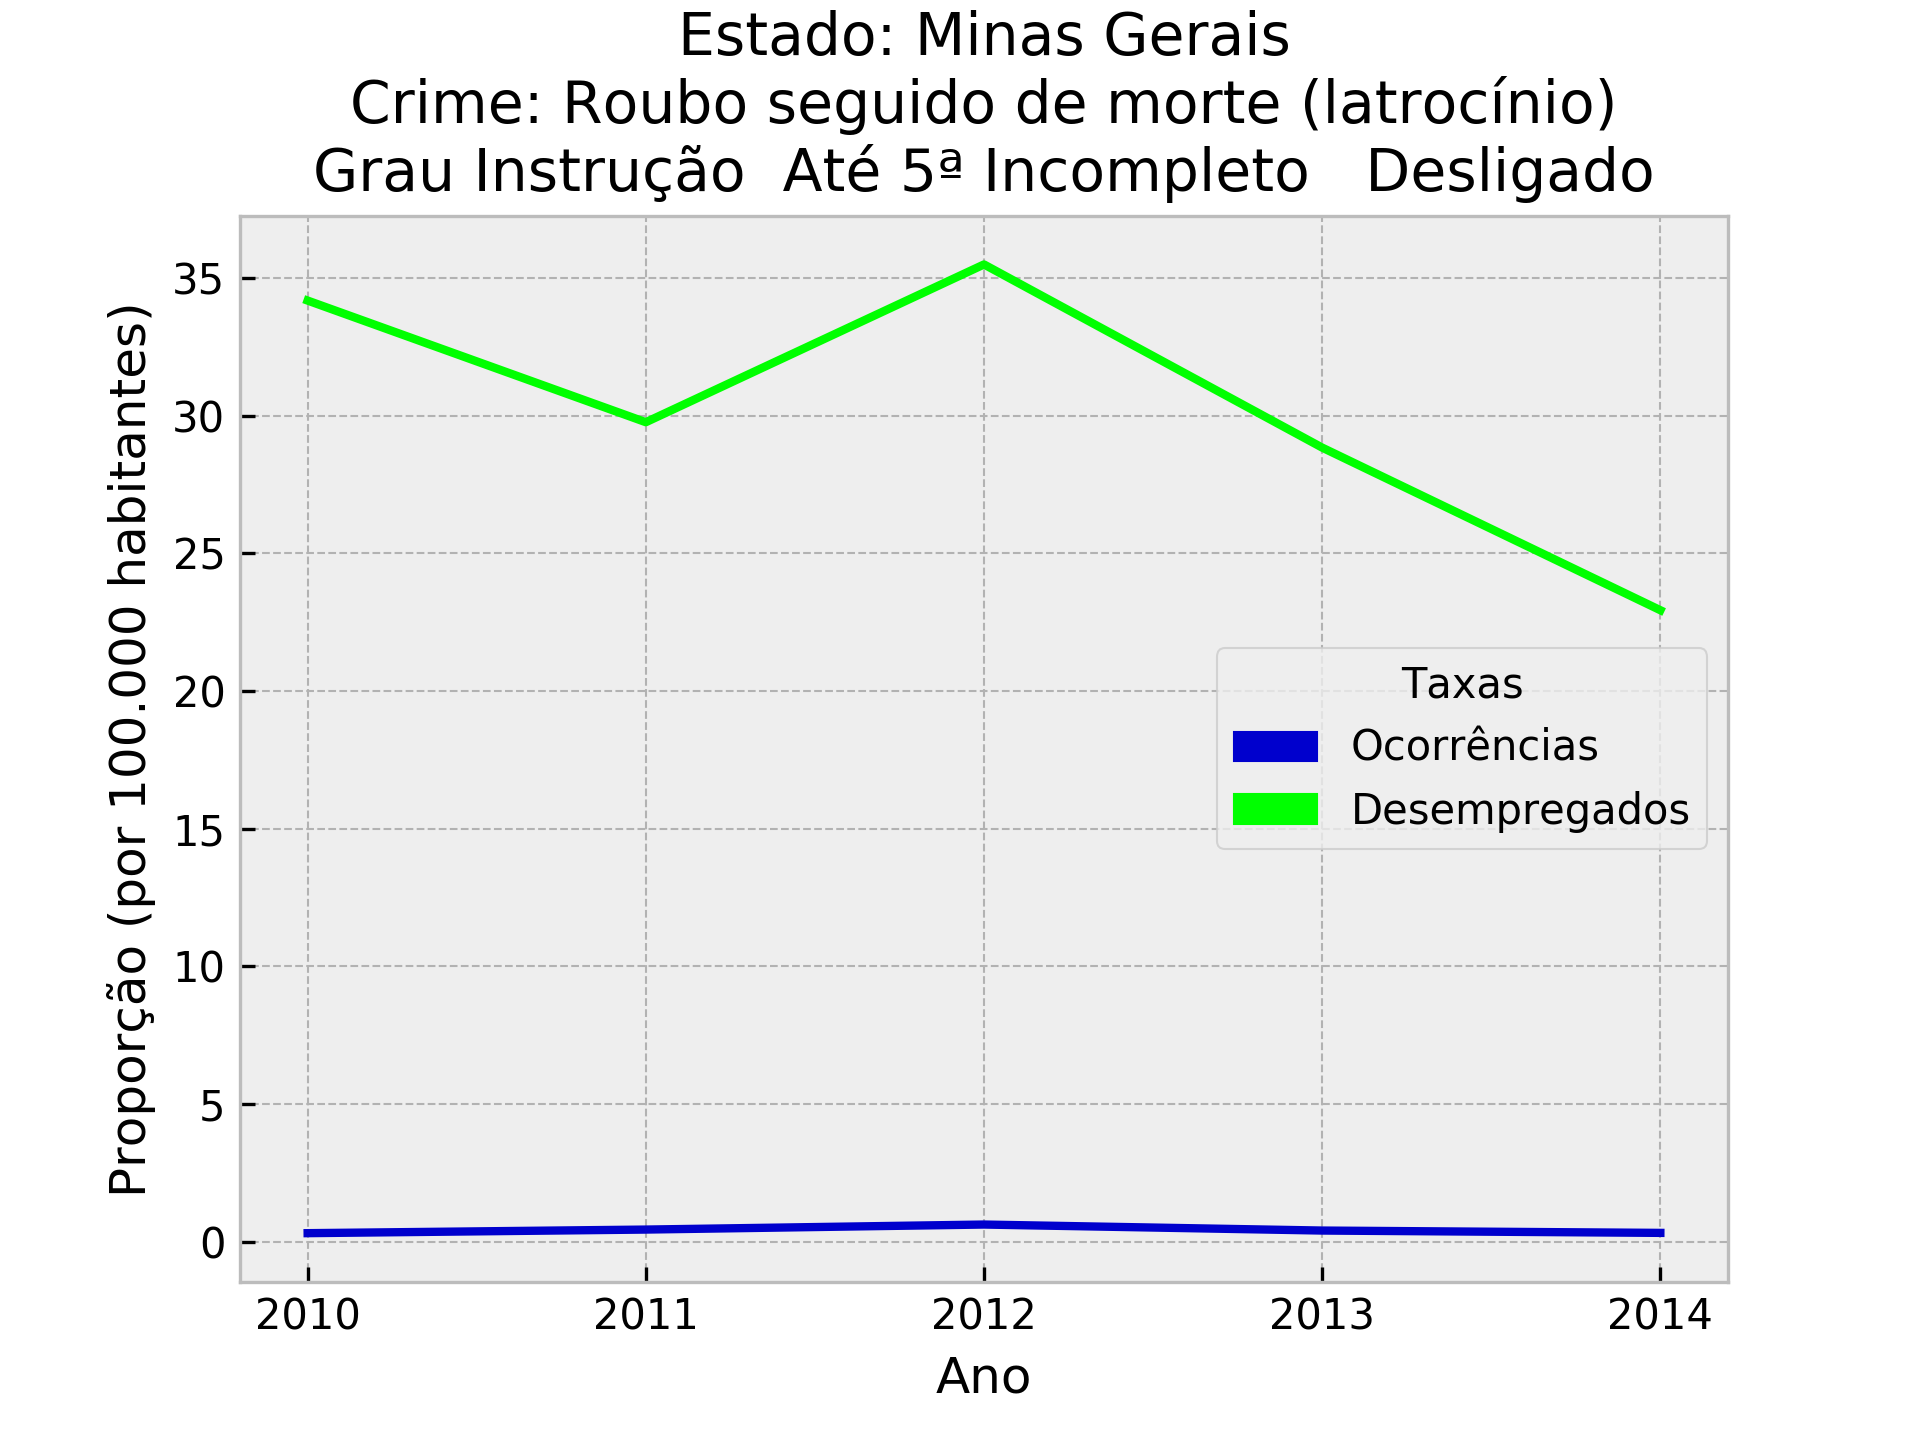 Estado: Minas Gerais
Crime: Roubo seguido de morte (latrocínio)
Grau Instrução  Até 5ª Incompleto   Desligado
Proporção (por 100.000 habitantes)
35
30
25
20
15
10
5
0
Taxas
Ocorrências
Desempregados
2010 2011 2012 2013 2014
Ano